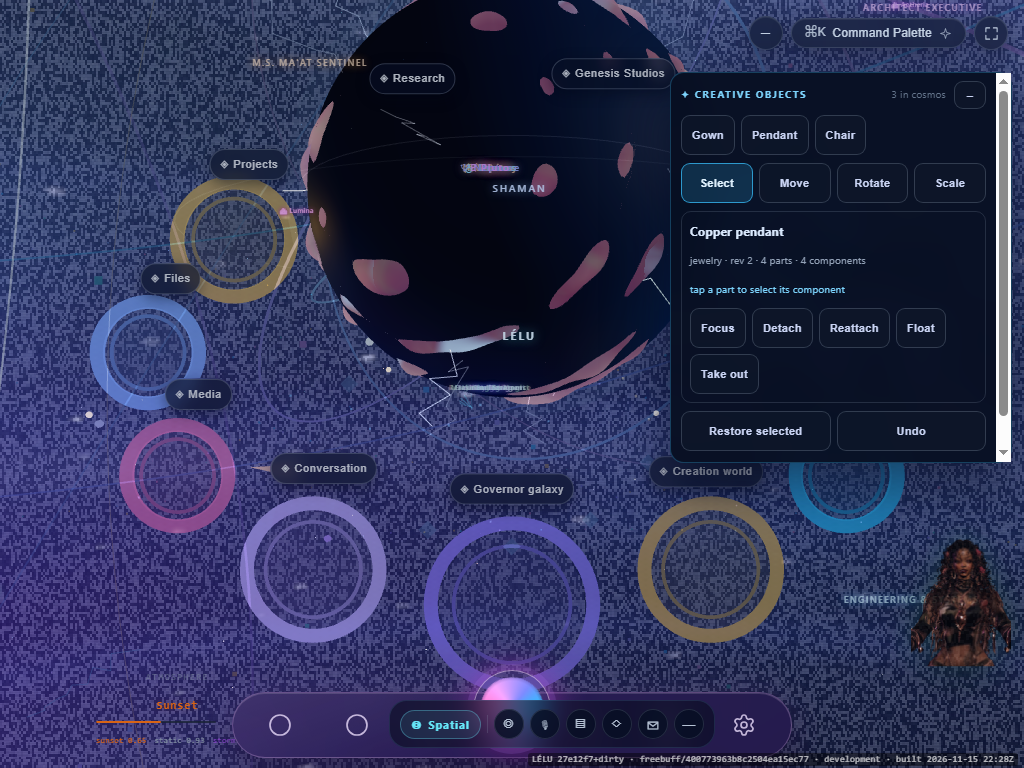 ARCHITECT EXECUTIVE
⌘K Command Palette
M.S. MA'AT SENTINEL
Research
Genesis Studios
CREATIVE OBJECTS
3 in cosmos
Gown
Pendant
Chair
Select
Move
Rotate
Scale
Copper pendant
jewelry · rev 2 · 4 parts · 4 components
tap a part to select its component
Focus
Detach
Reattach
Float
Take out
Restore selected
Undo
Projects
SHAMAN
Lumina
Files
LÉLU
Media
Conversation
Governor galaxy
Creation world
ENGINEERING &
Sunset
Spatial
LÉLU 27e12f7+dirty · freebuff/400773963b8c2504ea15ec77 · development · built 2026-11-15 22:28Z